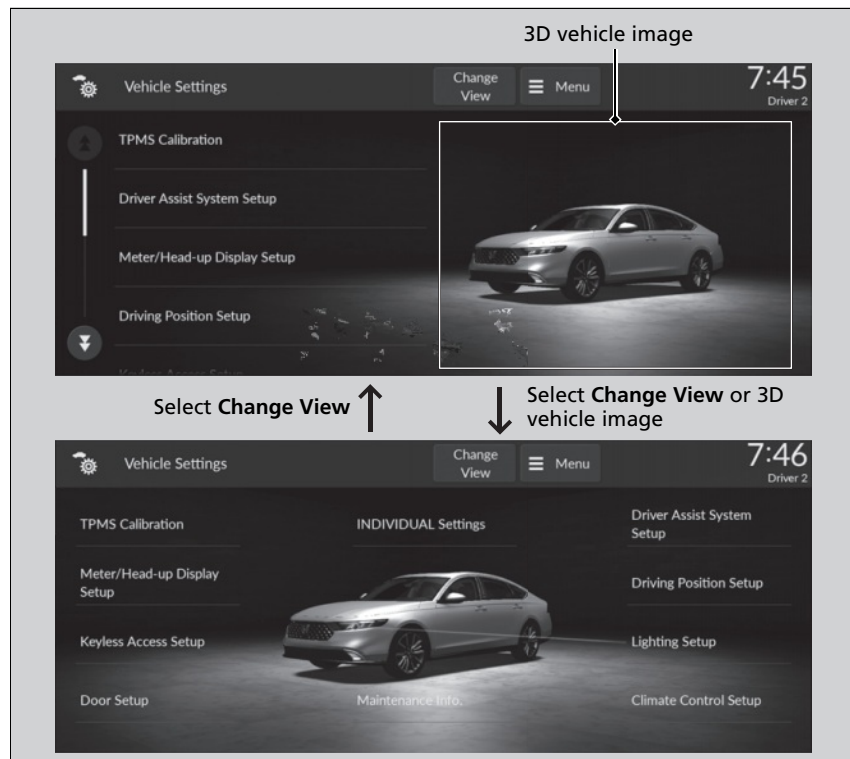 3D vehicle image
Vehicle Settings
Change
View
Menu
7:45
Driver 2
TPMS Calibration
Driver Assist System Setup
Meter/Head-up Display Setup
Driving Position Setup
Keyless Access Setup
Select Change View
Select Change View or 3D
vehicle image
Vehicle Settings
Change
View
Menu
7:46
Driver 2
TPMS Calibration
INDIVIDUAL Settings
Driver Assist System
Setup
Meter/Head-up Display
Setup
Driving Position Setup
Keyless Access Setup
Lighting Setup
Door Setup
Maintenance Info.
Climate Control Setup